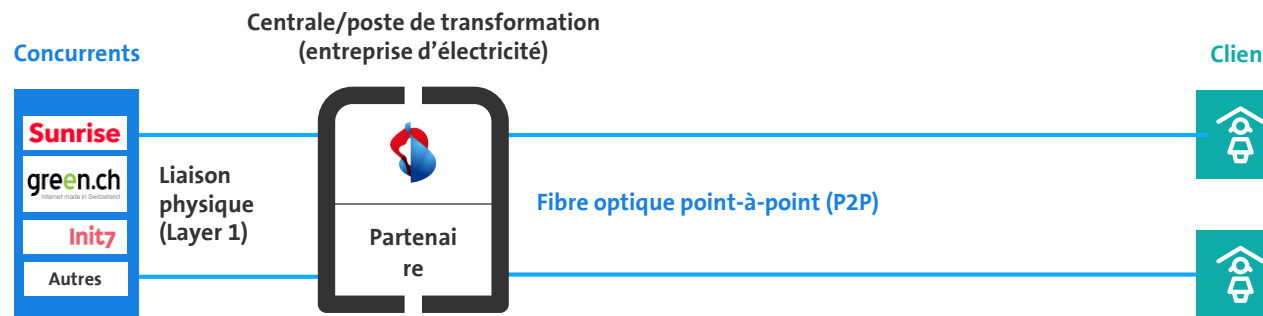 Centrale/poste de transformation
(entreprise d’électricité)
Concurrents
Clien
Sunrise
green.ch
Internet made in Switzerland
Init7
Autres
Liaison
physique
(Layer 1)
Partenai
re
Fibre optique point-à-point (P2P)